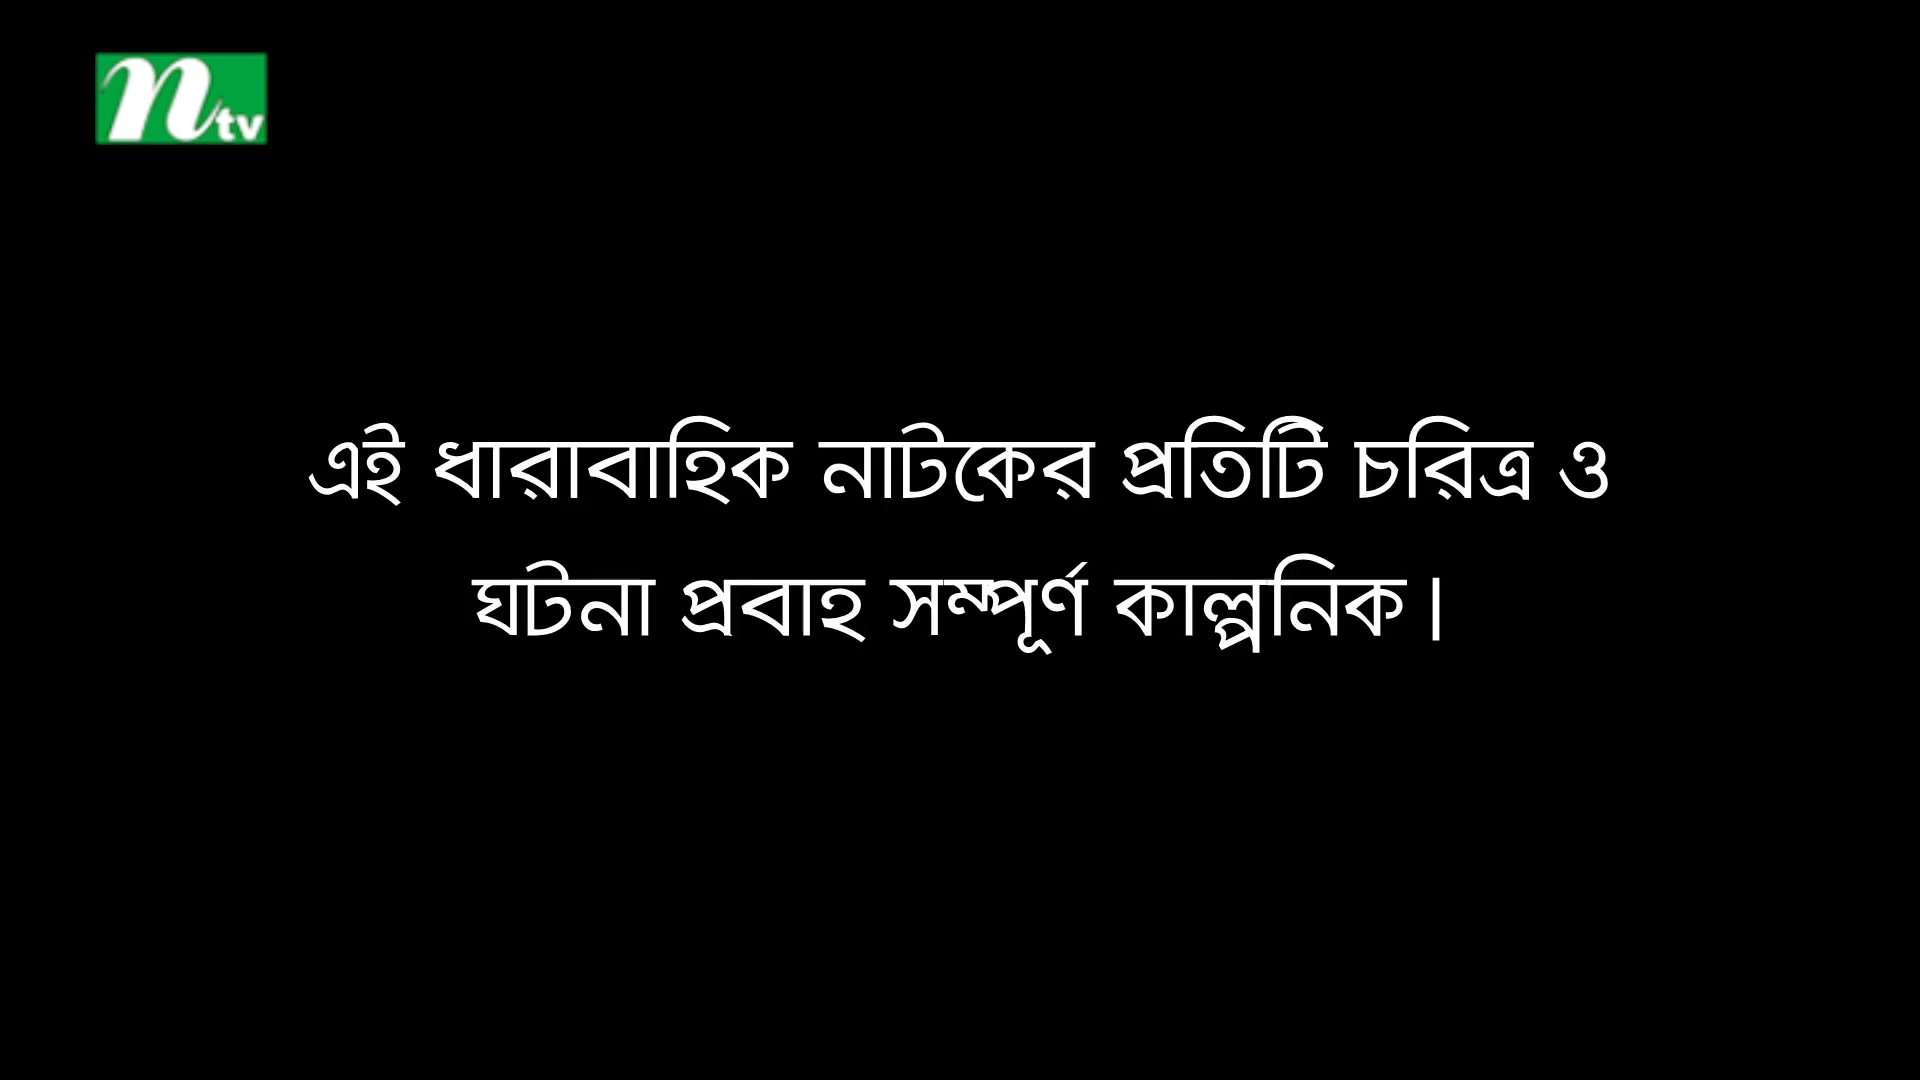 ntv
এই ধারাবাহিক নাটকের প্রতিটি চরিত্র ও
ঘটনা প্রবাহ সম্পূর্ণ কাল্পনিক।